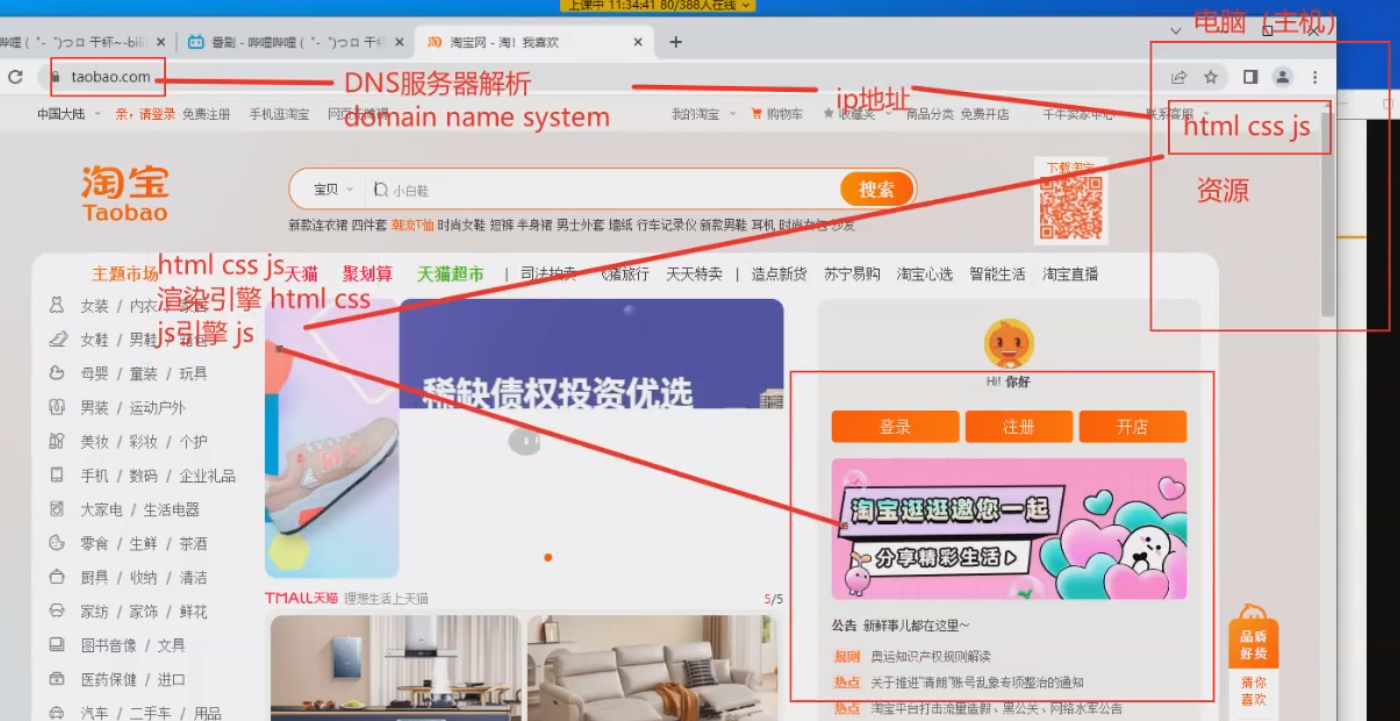 上课中 11:34:41 80/388人在线
哔哩 (゜-゜)つロ 干杯~-bili
番剧 - 哔哩哔哩 (゜-゜)つロ 干
淘宝网 - 淘！我喜欢
电脑（主机）
taobao.com
DNS服务器解析
domain name system
ip地址
html css js
资源
中国大陆
亲，请登录
免费注册
手机逛淘宝
我的淘宝
购物车
收藏夹
商品分类
免费开店
千牛卖家中心
联系客服
淘宝
Taobao
宝贝
小白鞋
搜索
下载淘宝
新款连衣裙 四件套 潮流T恤 时尚女鞋 短裤 半身裙 男士外套 墙纸 行车记录仪 新款男鞋 耳机 时尚女包 沙发
主题市场
html css js
渲染引擎 html css
js引擎 js
天猫
聚划算
天猫超市
|
司法拍卖
飞猪旅行
天天特卖
|
造点新货
苏宁易购
淘宝心选
智能生活
淘宝直播
女装 / 内衣 / 家居
女鞋 / 男鞋 / 箱包
母婴 / 童装 / 玩具
男装 / 运动户外
美妆 / 彩妆 / 个护
手机 / 数码 / 企业礼品
大家电 / 生活电器
零食 / 生鲜 / 茶酒
厨具 / 收纳 / 清洁
家纺 / 家饰 / 鲜花
图书音像 / 文具
医药保健 / 进口
汽车 / 二手车 / 用品
稀缺债权投资优选
Hi! 你好
登录
注册
开店
淘宝逛逛邀您一起
分享精彩生活
TMALL天猫 理想生活上天猫
5/5
公告 新鲜事儿都在这里~
规则 奥运知识产权规则解读
热点 关于推进"清朗"账号乱象专项整治的通知
热点 淘宝平台打击流量造假、黑公关、网络水军公告
品质
好货
猜你
喜欢